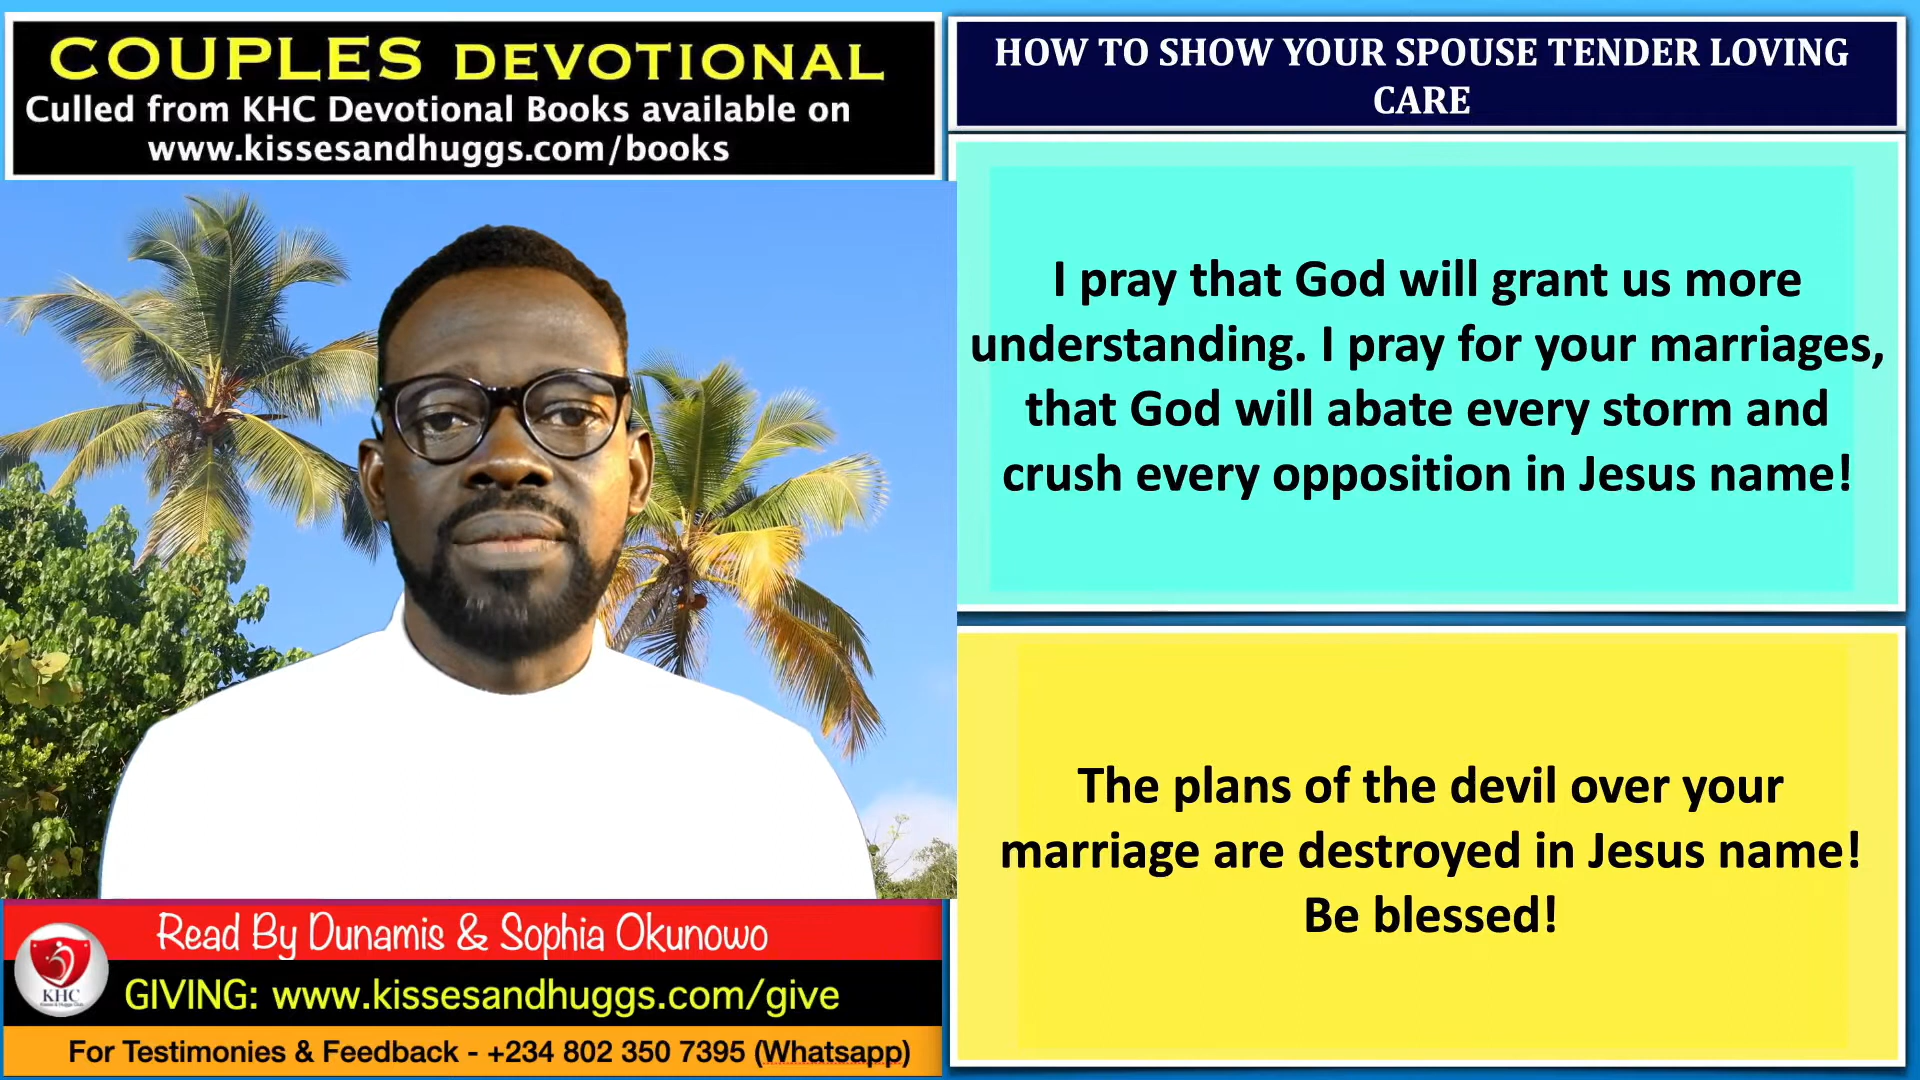 COUPLES DEVOTIONAL
Culled from KHC Devotional Books available on
www.kissesandhuggs.com/books
HOW TO SHOW YOUR SPOUSE TENDER LOVING
CARE
I pray that God will grant us more
understanding. I pray for your marriages,
that God will abate every storm and
crush every opposition in Jesus name!
The plans of the devil over your
marriage are destroyed in Jesus name!
Be blessed!
Read By Dunamis & Sophia Okunowo
KHC
GIVING: www.kissesandhuggs.com/give
For Testimonies & Feedback - +234 802 350 7395 (Whatsapp)